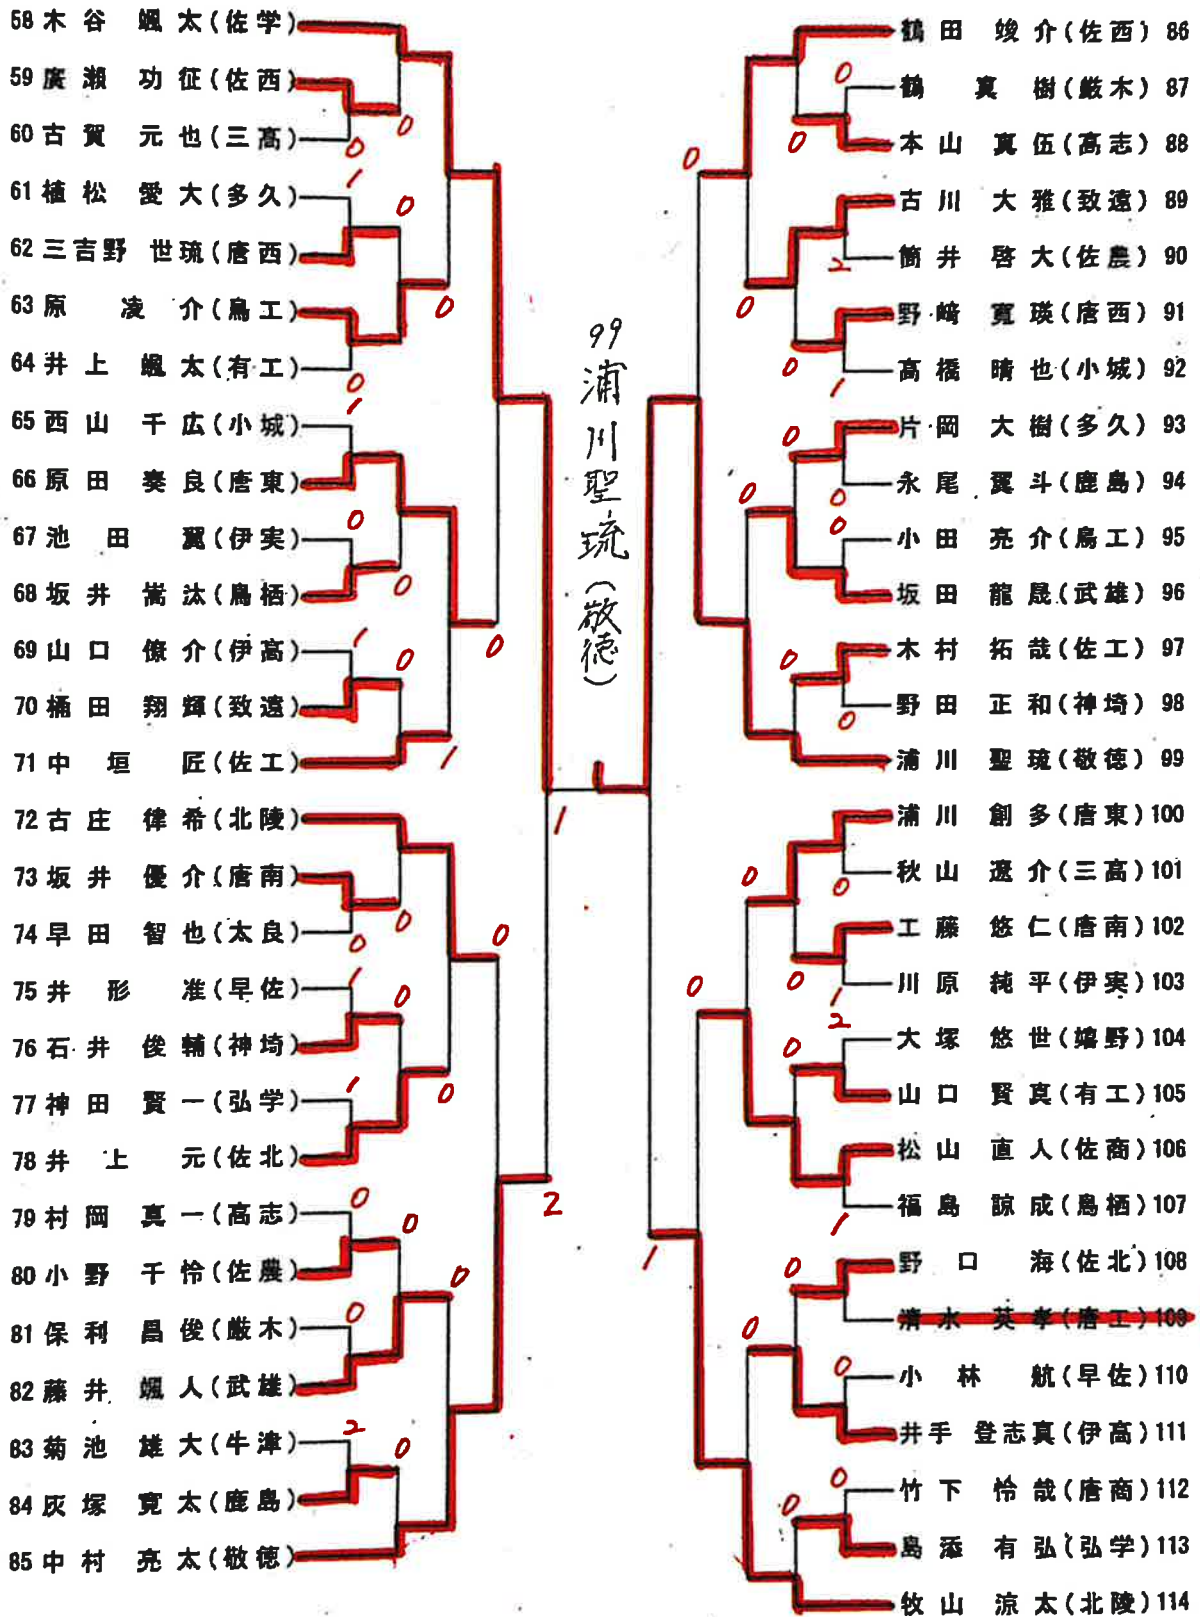 58 木谷 颯太(佐学)
59 廣瀬 功征(佐西)
60 古賀 元也(三高)
61 植松 愛大(多久)
62 三吉野 世琉(唐西)
63 原 凌介(鳥工)
64 井上 颯太(有工)
65 西山 千広(小城)
66 原田 奏良(唐東)
67 池田 翼(伊実)
68 坂井 嵩汰(鳥栖)
69 山口 僚介(伊高)
70 桶田 翔輝(致遠)
71 中垣 匠(佐工)
72 古庄 律希(北陵)
73 坂井 優介(唐南)
74 早田 智也(太良)
75 井形 准(早佐)
76 石井 俊輔(神埼)
77 神田 賢一(弘学)
78 井上 元(佐北)
79 村岡 真一(高志)
80 小野 千怜(佐農)
81 保利 昌俊(厳木)
82 藤井 颯人(武雄)
83 菊池 雄大(牛津)
84 灰塚 寛太(鹿島)
85 中村 亮太(敬徳)
99 浦川聖琉(敬徳)
鶴田 竣介(佐西) 86
鶴 真樹(厳木) 87
本山 真伍(高志) 88
古川 大雅(致遠) 89
筒井 啓大(佐農) 90
野﨑 寛瑛(唐西) 91
高橋 晴也(小城) 92
片岡 大樹(多久) 93
永尾 翼斗(鹿島) 94
小田 亮介(鳥工) 95
坂田 龍晟(武雄) 96
木村 拓哉(佐工) 97
野田 正和(神埼) 98
浦川 聖琉(敬徳) 99
浦川 創多(唐東) 100
秋山 遼介(三高) 101
工藤 悠仁(唐南) 102
川原 純平(伊実) 103
大塚 悠世(嬉野) 104
山口 賢真(有工) 105
松山 直人(佐商) 106
福島 諒成(鳥栖) 107
野口 海(佐北) 108
清水 英孝(唐工) 109
小林 航(早佐) 110
井手 登志真(伊高) 111
竹下 怜哉(唐商) 112
島添 有弘(弘学) 113
牧山 涼太(北陵) 114